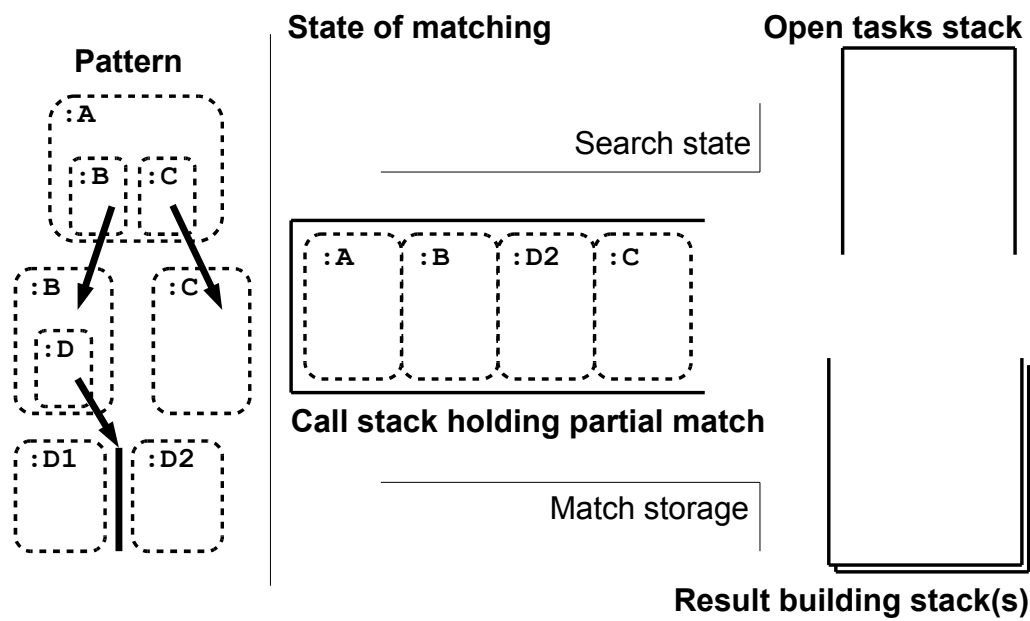 State of matching
Open tasks stack
Pattern
:A
:B
:C
Search state
:A
:B
:D2
:C
:B
:C
:D
Call stack holding partial match
:D1
:D2
Match storage
Result building stack(s)